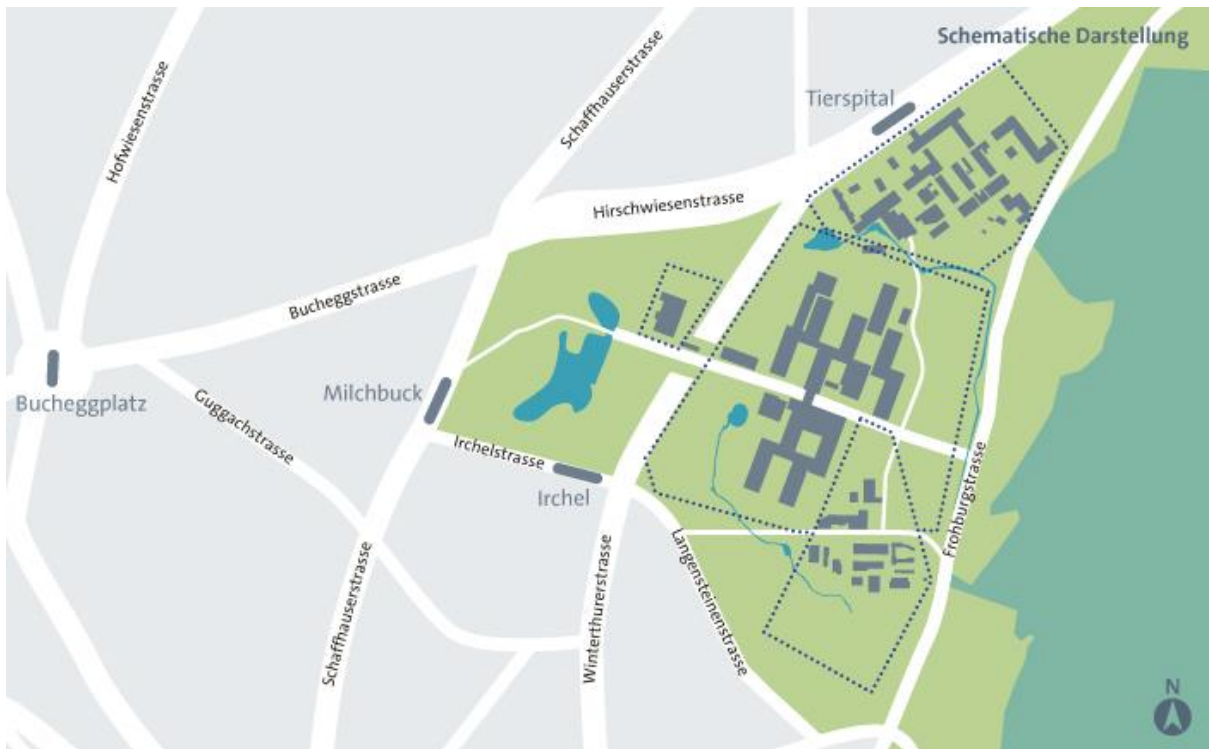 Schematische Darstellung
Tierspital
Schaffhauserstrasse
Hofwiesenstrasse
Hirschwiesenstrasse
Bucheggstrasse
Milchbuck
Bucheggplatz
Guggachstrasse
Irchelstrasse
Irchel
Frohburgstrasse
Langensteinenstrasse
Schaffhauserstrasse
Winterthurerstrasse
N